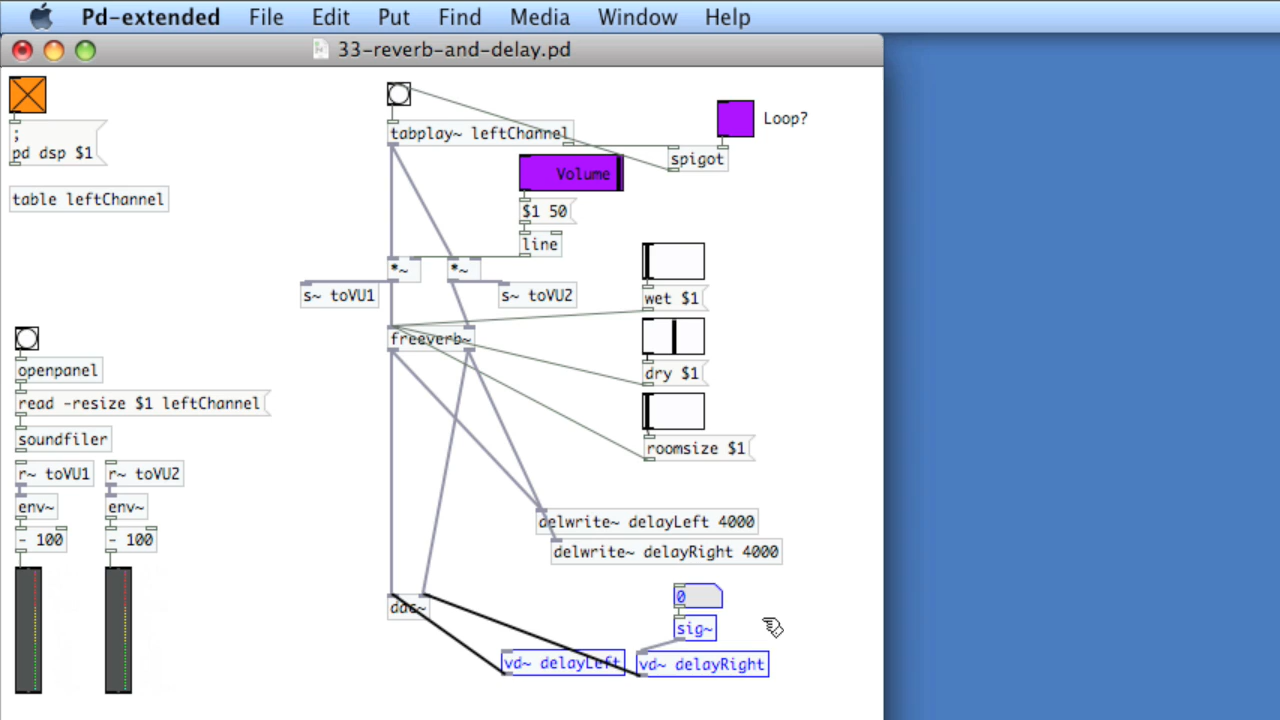 Pd-extended File Edit Put Find Media Window Help
33-reverb-and-delay.pd
;
pd dsp $1
table leftChannel
tabplay~ leftChannel
Loop?
spigot
Volume
$1 50
line
*~
*~
s~ toVU1
s~ toVU2
wet $1
freeverb~
dry $1
roomsize $1
openpanel
read -resize $1 leftChannel
soundfiler
r~ toVU1
r~ toVU2
env~
env~
- 100
- 100
delwrite~ delayLeft 4000
delwrite~ delayRight 4000
0
sig~
dac~
vd~ delayLeft
vd~ delayRight